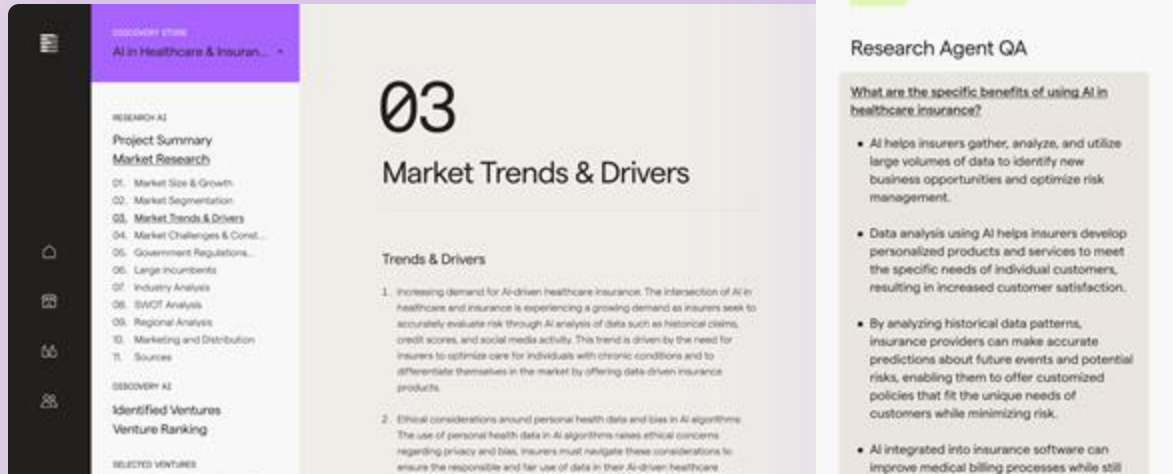 DISCOVERY STORE
AI in Healthcare & Insuran...
RESEARCH AI
Project Summary
Market Research
01. Market Size & Growth
02. Market Segmentation
03. Market Trends & Drivers
04. Market Challenges & Const...
05. Government Regulations...
06. Large Incumbents
07. Industry Analysis
08. SWOT Analysis
09. Regional Analysis
10. Marketing and Distribution
11. Sources
DISCOVERY AI
Identified Ventures
Venture Ranking
SELECTED VENTURES
03
Market Trends & Drivers
Trends & Drivers
1. Increasing demand for AI-driven healthcare insurance: The intersection of AI in
healthcare and insurance is experiencing a growing demand as insurers seek to
accurately evaluate risk through AI analysis of data such as historical claims,
credit scores, and social media activity. This trend is driven by the need for
insurers to optimize care for individuals with chronic conditions and to
differentiate themselves in the market by offering data-driven insurance
products.
2. Ethical considerations around personal health data and bias in AI algorithms:
The use of personal health data in AI algorithms raises ethical concerns
regarding privacy and bias. Insurers must navigate these considerations to
ensure the responsible and fair use of data in their AI-driven healthcare
Research Agent QA
What are the specific benefits of using AI in
healthcare insurance?
• AI helps insurers gather, analyze, and utilize
large volumes of data to identify new
business opportunities and optimize risk
management.
• Data analysis using AI helps insurers develop
personalized products and services to meet
the specific needs of individual customers,
resulting in increased customer satisfaction.
• By analyzing historical data patterns,
insurance providers can make accurate
predictions about future events and potential
risks, enabling them to offer customized
policies that fit the unique needs of
customers while minimizing risk.
• AI integrated into insurance software can
improve medical billing processes while still